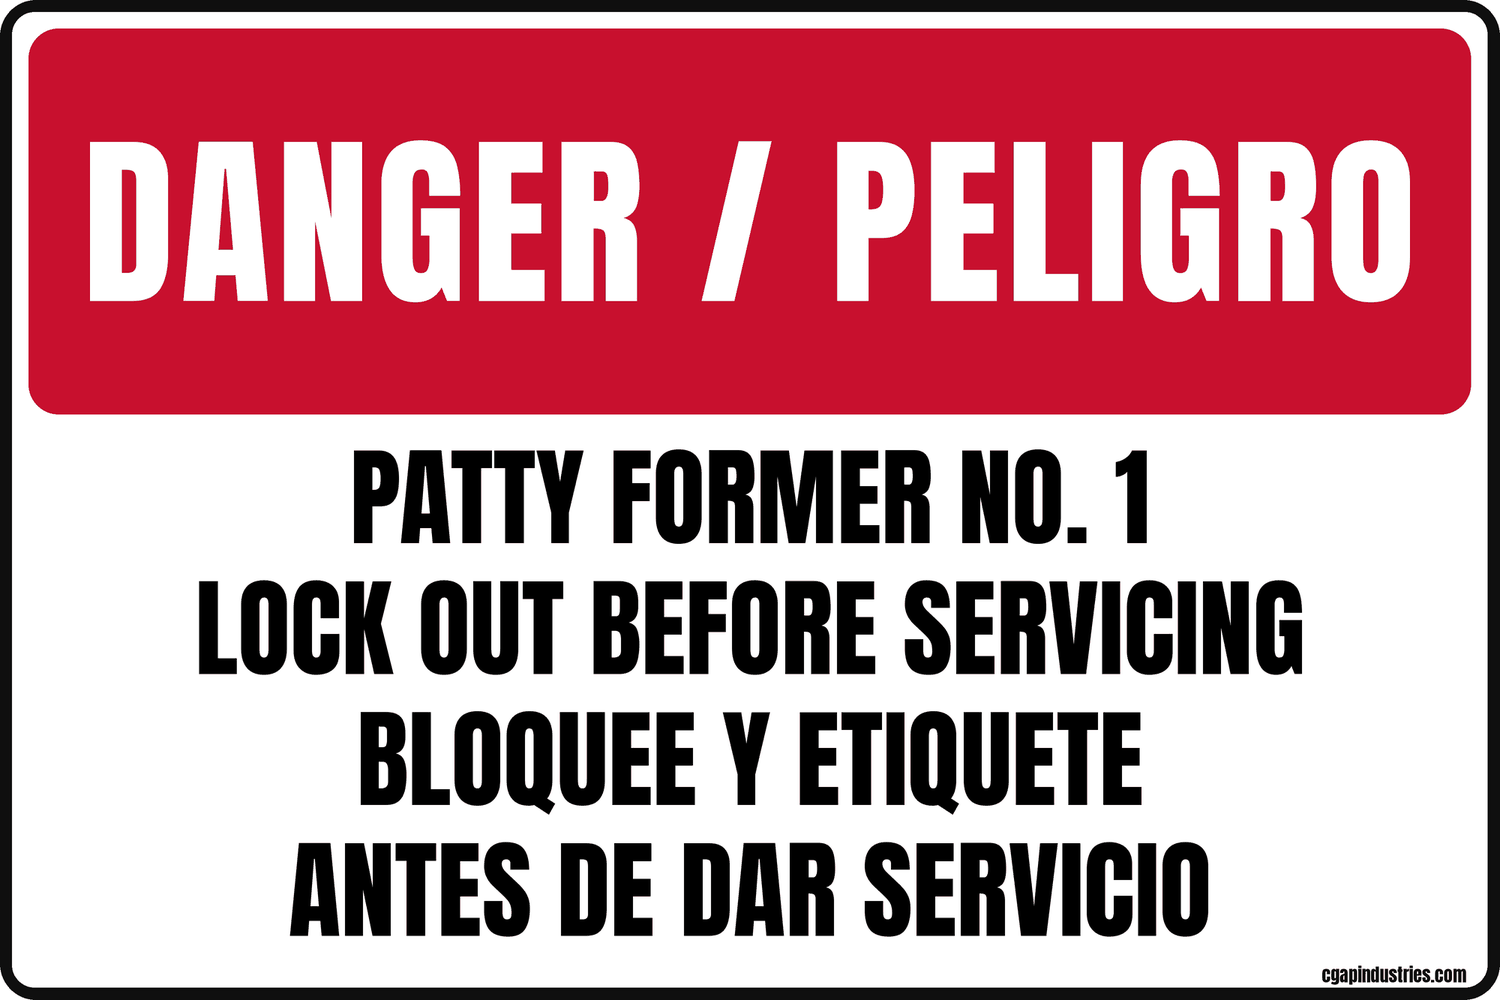 DANGER / PELIGRO
PATTY FORMER NO. 1
LOCK OUT BEFORE SERVICING
BLOQUEE Y ETIQUETE
ANTES DE DAR SERVICIO
cgapindustries.com